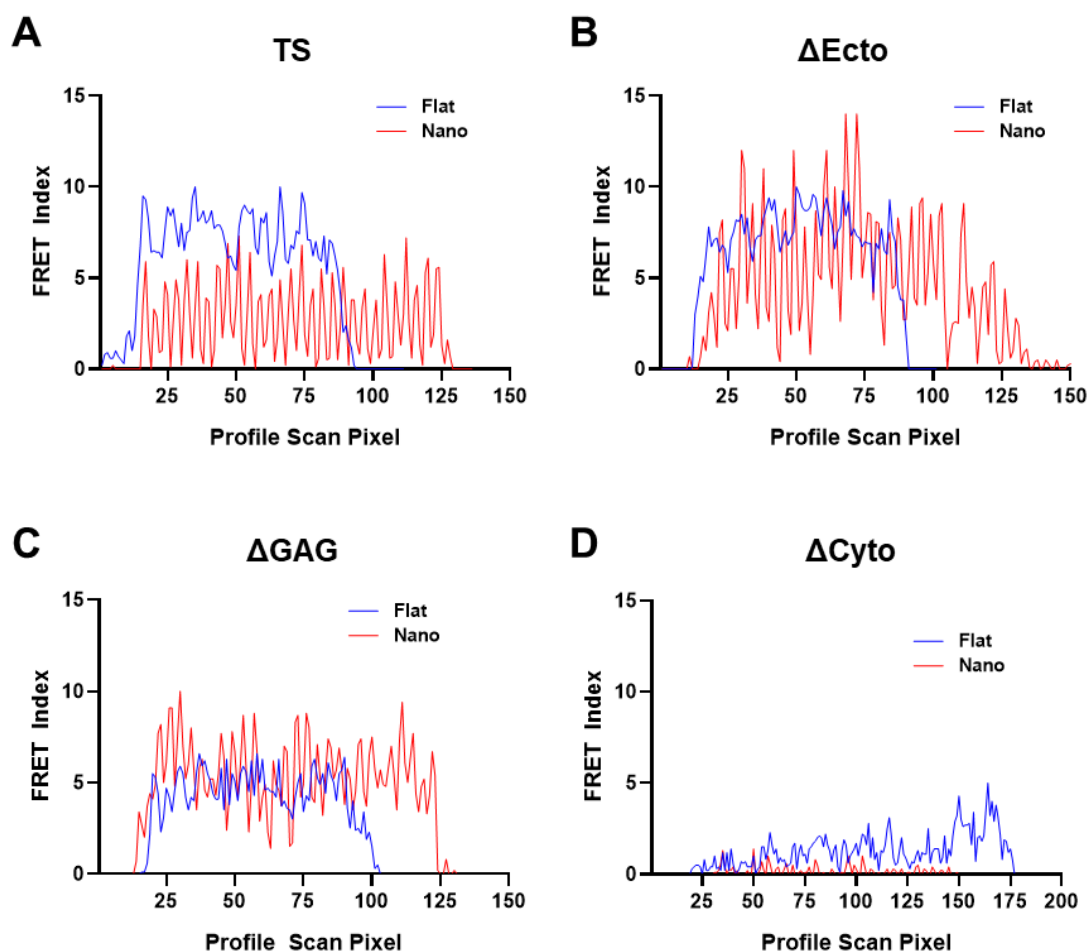 A
TS
FRET Index
15
10
5
0
Flat
Nano
25 50 75 100 125 150
Profile Scan Pixel
B
ΔEcto
FRET Index
15
10
5
0
Flat
Nano
25 50 75 100 125 150
Profile Scan Pixel
C
ΔGAG
FRET Index
15
10
5
0
Flat
Nano
25 50 75 100 125 150
Profile Scan Pixel
D
ΔCyto
FRET Index
15
10
5
0
Flat
Nano
25 50 75 100 125 150 175 200
Profile Scan Pixel